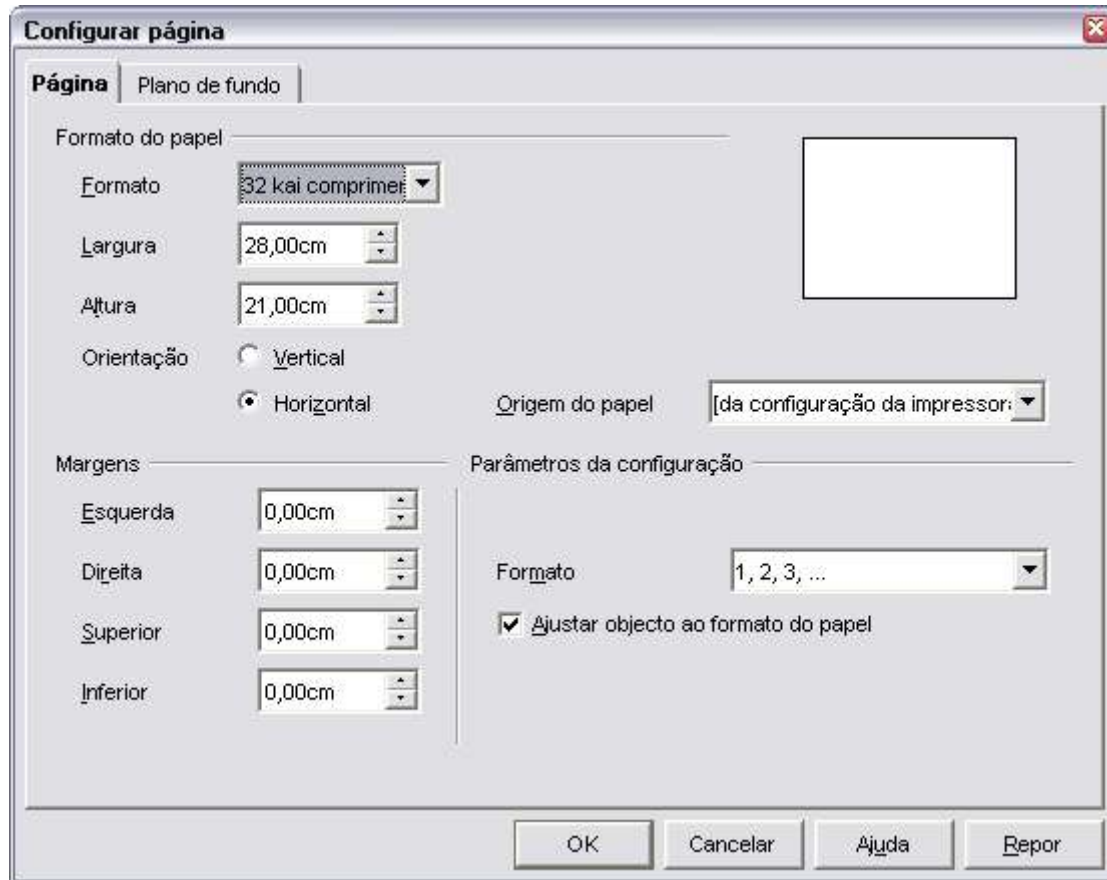 Configurar página
Página Plano de fundo
Formato do papel
Formato 32 kai comprimer
Largura 28,00cm
Altura 21,00cm
Orientação Vertical
Horizontal Origem do papel [da configuração da impressora
Margens Parâmetros da configuração
Esquerda 0,00cm
Direita 0,00cm Formato 1, 2, 3, ...
Superior 0,00cm Ajustar objecto ao formato do papel
Inferior 0,00cm
OK Cancelar Ajuda Repor